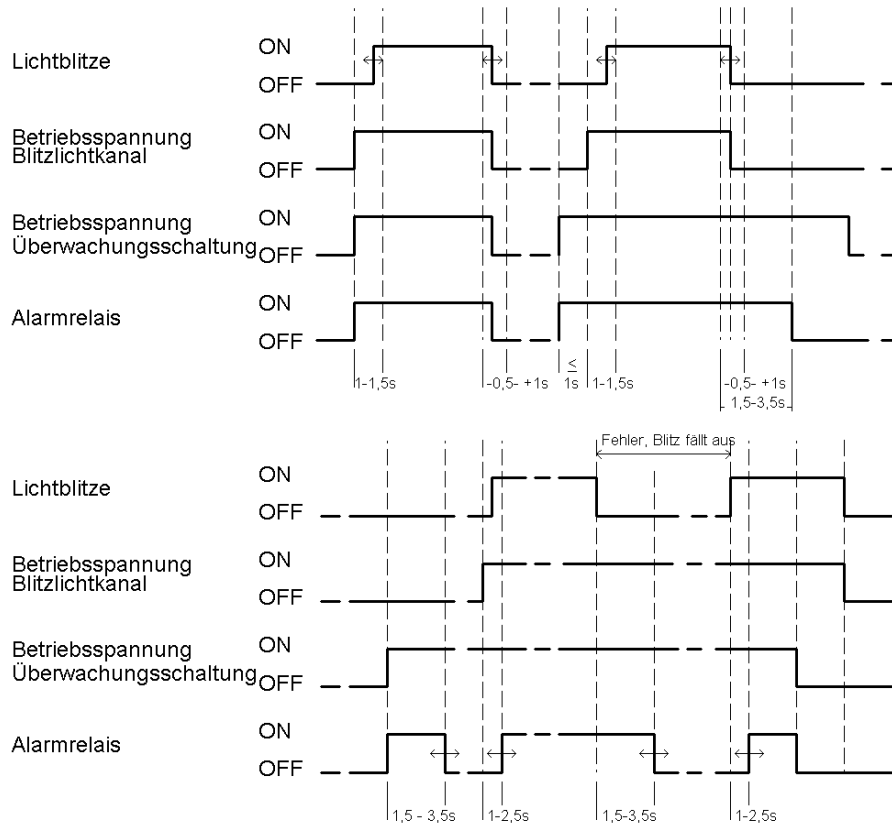 Lichtblitze
ON
OFF
Betriebsspannung
Blitzlichtkanal
ON
OFF
Betriebsspannung
Überwachungsschaltung
ON
OFF
Alarmrelais
ON
OFF
1-1,5s
-0,5- +1s
≤
1s
1-1,5s
-0,5- +1s
1,5-3,5s
Fehler, Blitz fällt aus
Lichtblitze
ON
OFF
Betriebsspannung
Blitzlichtkanal
ON
OFF
Betriebsspannung
Überwachungsschaltung
ON
OFF
Alarmrelais
ON
OFF
1,5 - 3,5s
1-2,5s
1,5-3,5s
1-2,5s